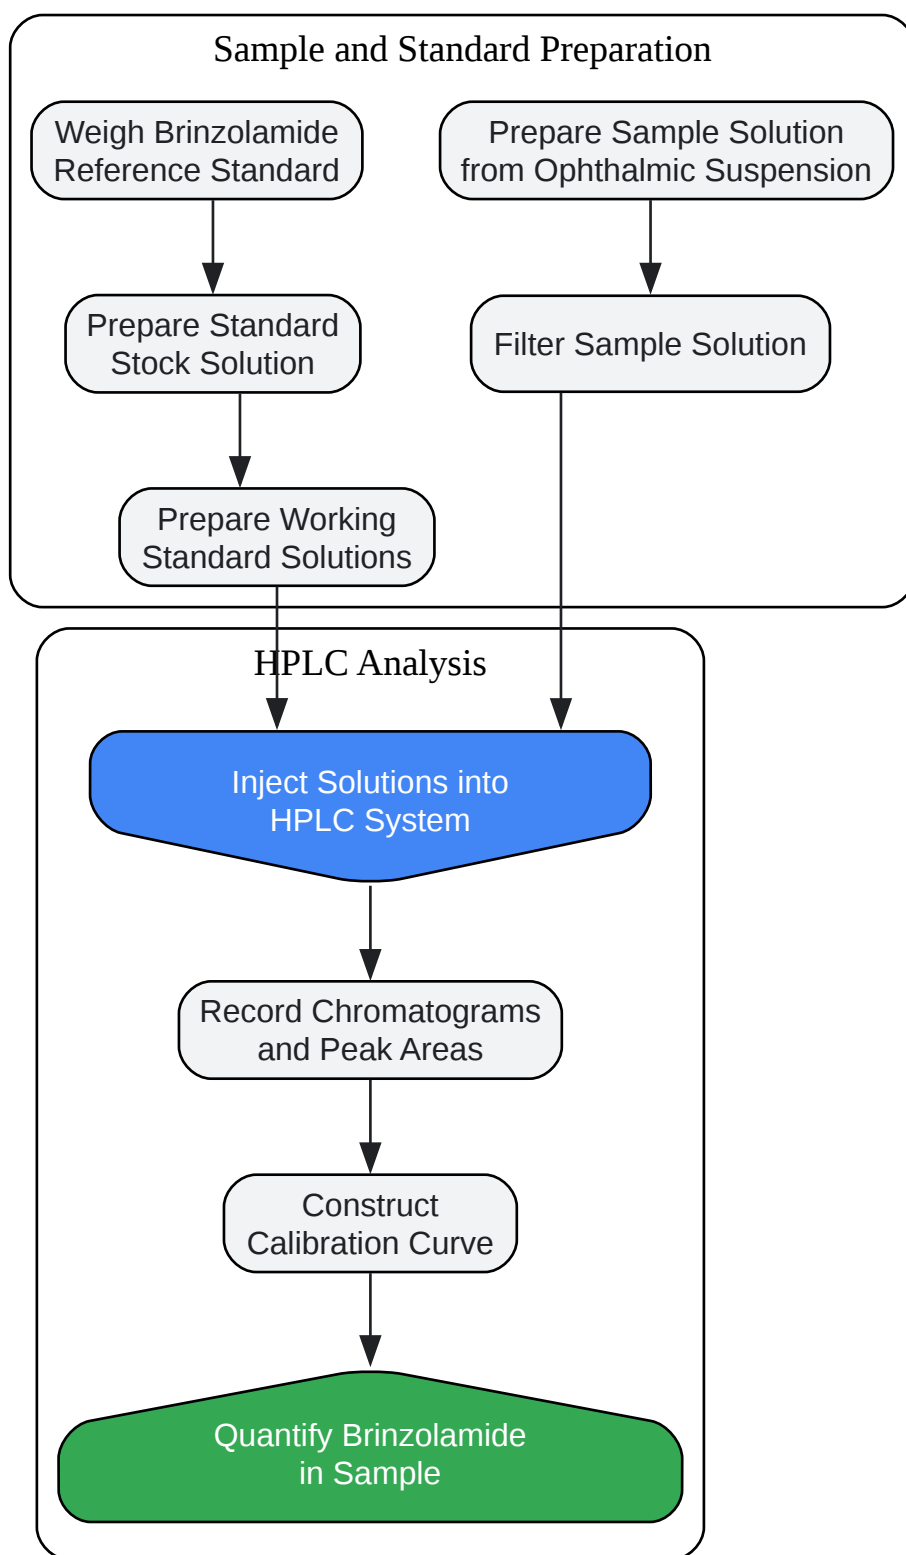 Sample and Standard Preparation
Weigh Brinzolamide
Reference Standard
Prepare Sample Solution
from Ophthalmic Suspension
Prepare Standard
Stock Solution
Filter Sample Solution
Prepare Working
Standard Solutions
HPLC Analysis
Inject Solutions into
HPLC System
Record Chromatograms
and Peak Areas
Construct
Calibration Curve
Quantify Brinzolamide
in Sample